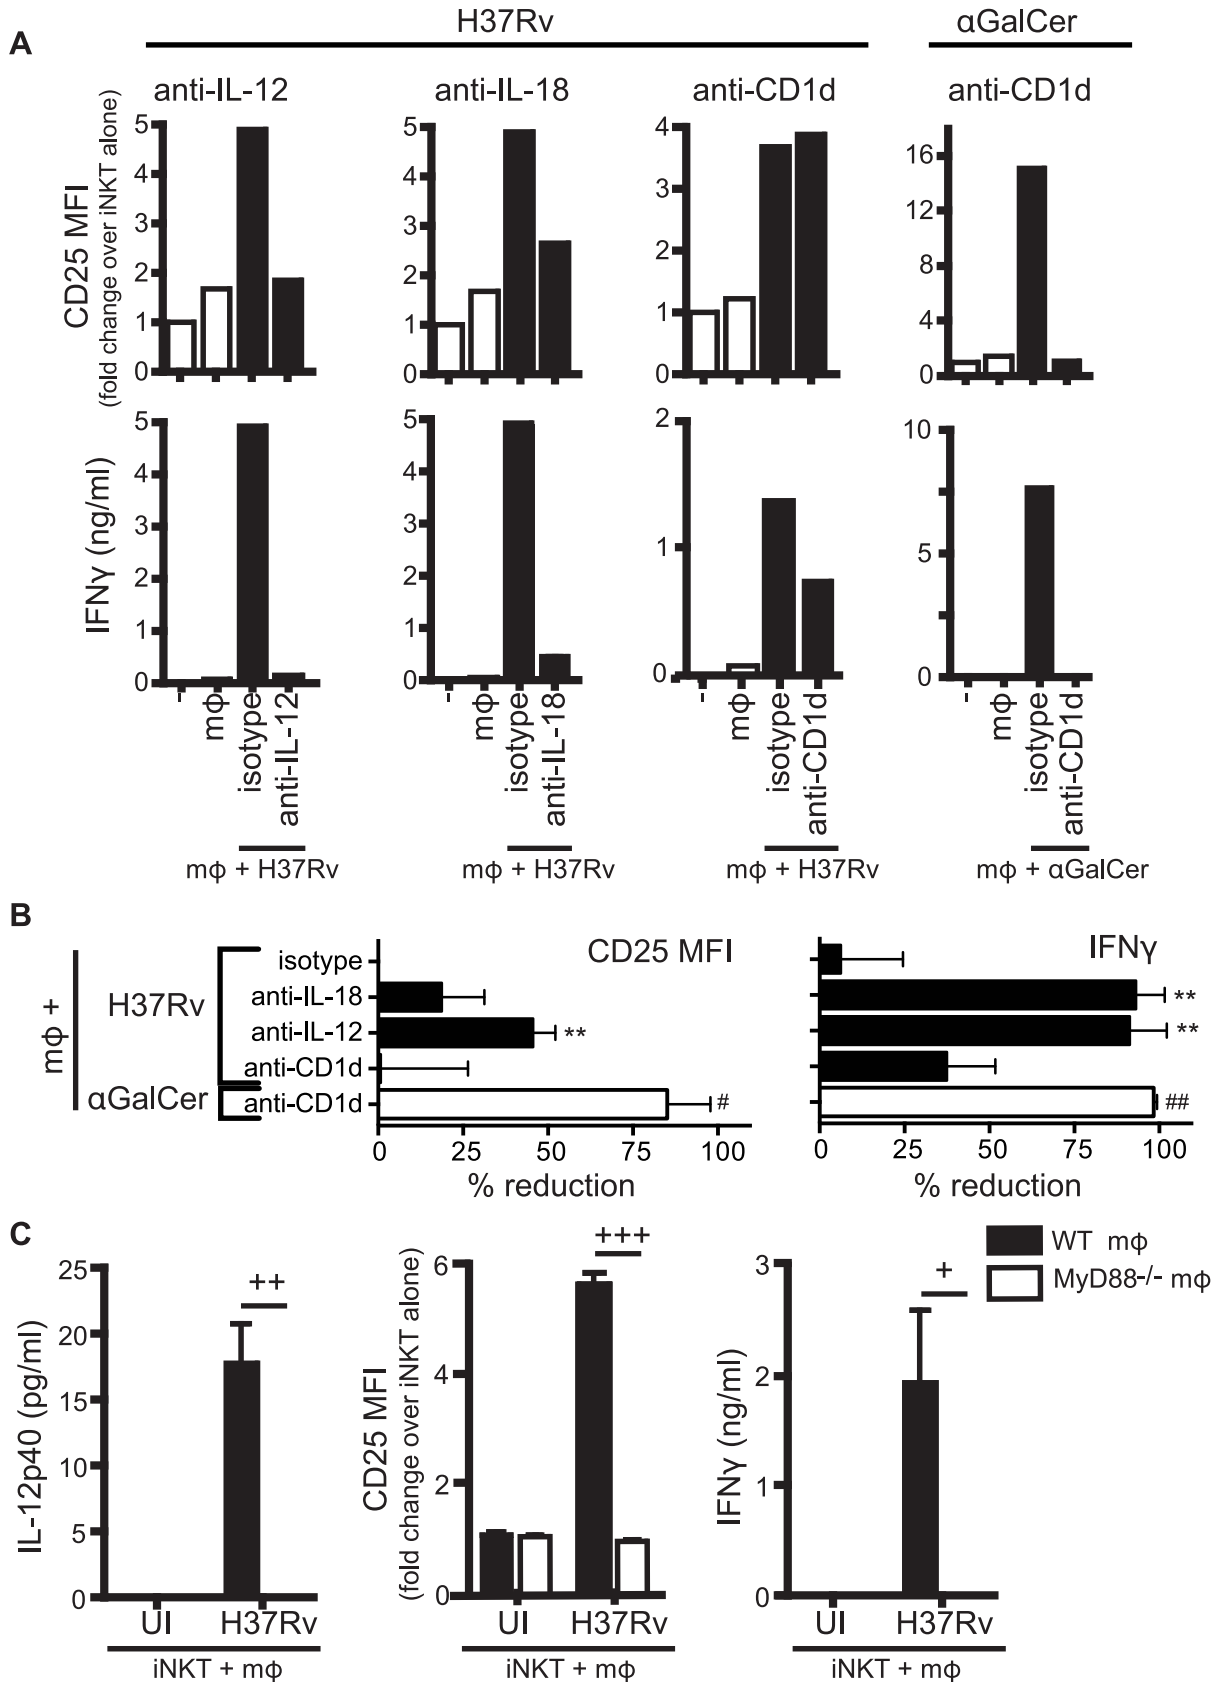 A
H37Rv
αGalCer
anti-IL-12
anti-IL-18
anti-CD1d
anti-CD1d
CD25 MFI
(fold change over iNKT alone)
5
4
3
2
1
0
5
4
3
2
1
0
4
3
2
1
0
16
12
8
4
0
IFNγ (ng/ml)
5
4
3
2
1
0
5
4
3
2
1
0
2
1
0
10
5
0
-
mϕ
isotype
anti-IL-12
-
mϕ
isotype
anti-IL-18
-
mϕ
isotype
anti-CD1d
-
mϕ
isotype
anti-CD1d
mϕ + H37Rv
mϕ + H37Rv
mϕ + H37Rv
mϕ + αGalCer
B
mϕ +
H37Rv
αGalCer
isotype
anti-IL-18
anti-IL-12
anti-CD1d
anti-CD1d
CD25 MFI
**
#
0 25 50 75 100
% reduction
IFNγ
**
**
##
0 25 50 75 100
% reduction
C
WT mϕ
MyD88-/- mϕ
IL-12p40 (pg/ml)
25
20
15
10
5
0
++
UI H37Rv
iNKT + mϕ
CD25 MFI
(fold change over iNKT alone)
6
4
2
0
+++
UI H37Rv
iNKT + mϕ
IFNγ (ng/ml)
3
2
1
0
+
UI H37Rv
iNKT + mϕ